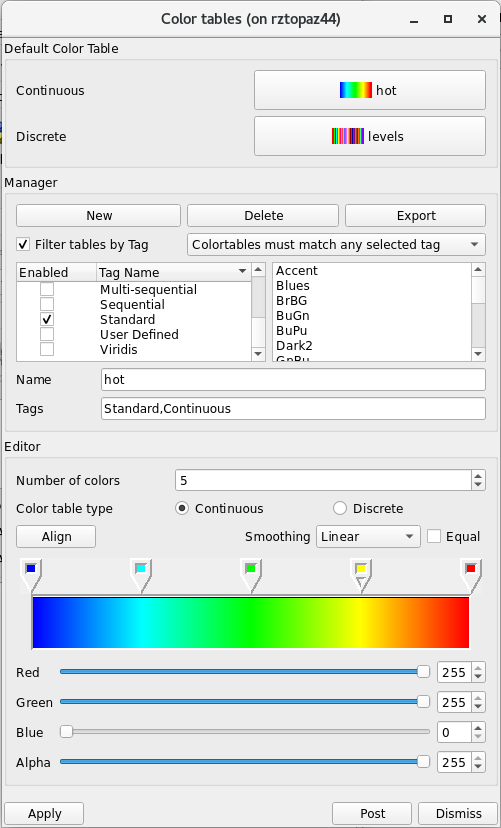 Color tables (on rztopaz44)
Default Color Table
Continuous
hot
Discrete
levels
Manager
New Delete Export
Filter tables by Tag
Colortables must match any selected tag
Enabled Tag Name
Multi-sequential
Sequential
Standard
User Defined
Viridis
Accent
Blues
BrBG
BuGn
BuPu
Dark2
GnBu
Name hot
Tags Standard,Continuous
Editor
Number of colors 5
Color table type Continuous Discrete
Align Smoothing Linear Equal
Red 255
Green 255
Blue 0
Alpha 255
Apply Post Dismiss